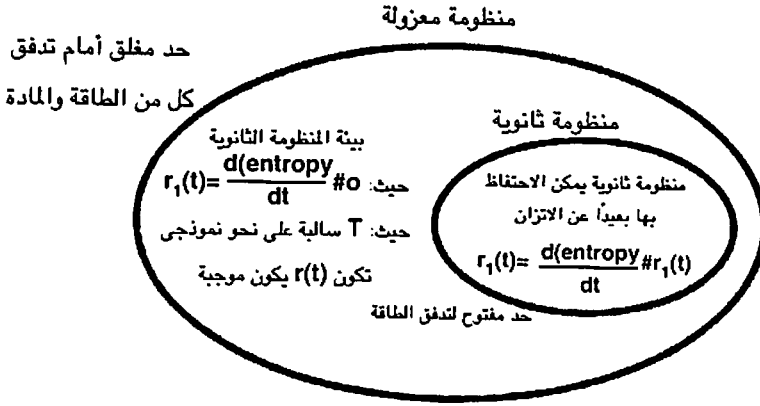 منظومة معزولة
حد مغلق أمام تدفق
كل من الطاقة والمادة
منظومة ثانوية
بيئة المنظومة الثانوية
حيث: r₁(t)= d(entropy/dt #o
حيث: T سالبة على نحو نموذجى
تكون r(t) يكون موجبة
منظومة ثانوية يمكن الاحتفاظ
بها بعيداً عن الاتزان
r₁(t)= d(entropy/dt #r₁(t)
حد مفتوح لتدفق الطاقة